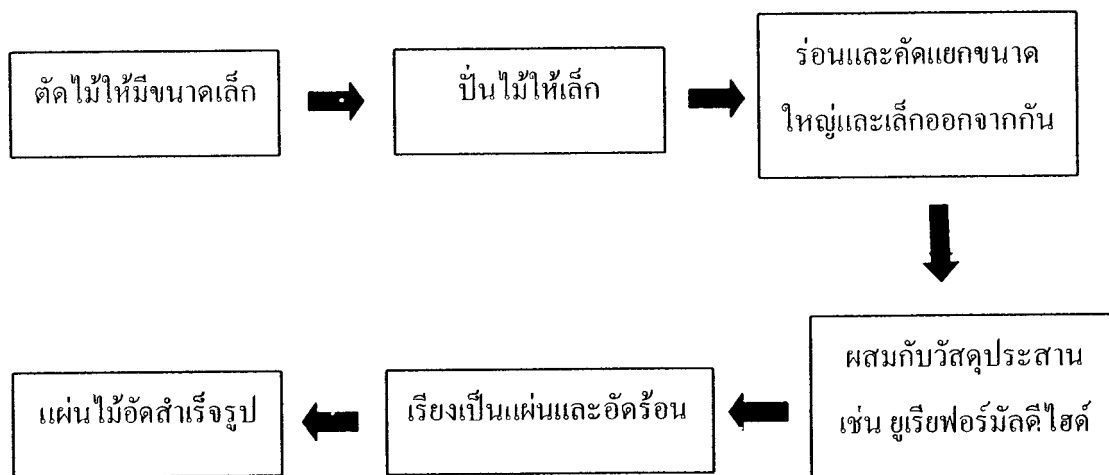 ตัดไม้ให้มีขนาดเล็ก
ปั่นไม้ให้เล็ก
ร่อนและคัดแยกขนาด
ใหญ่และเล็กออกจากกัน
ผสมกับวัสดุประสาน
เช่น ยูเรียฟอร์มัลดีไฮด์
เรียงเป็นแผ่นและอัดร้อน
แผ่นไม้อัดสำเร็จรูป